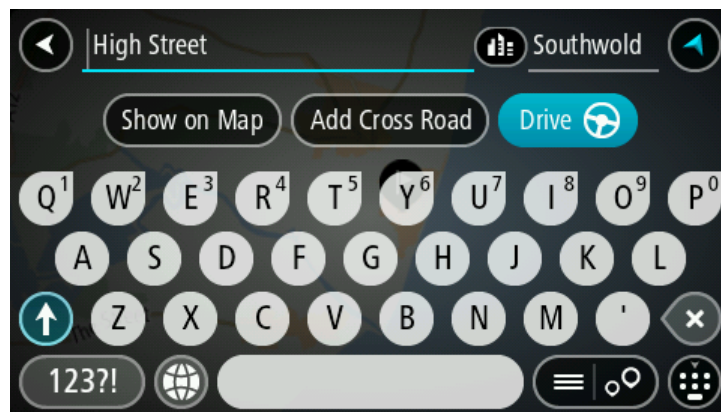 High Street Southwold
Show on Map Add Cross Road Drive
Q1 W2 E3 R4 T5 Y6 U7 I8 O9 P0
A S D F G H J K L
Z X C V B N M '
123?!